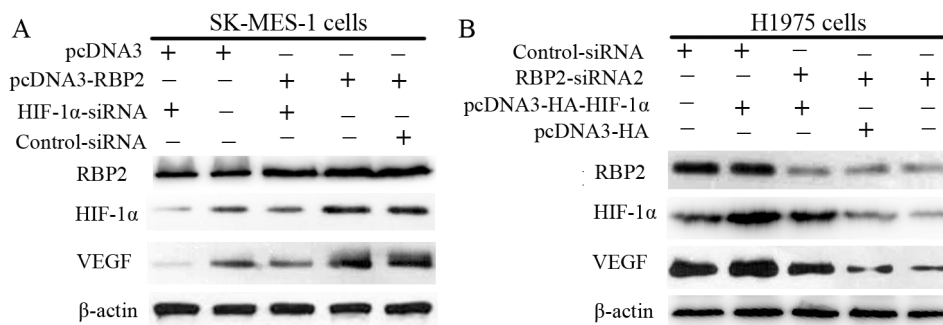 A
SK-MES-1 cells
pcDNA3 + + − − −
pcDNA3-RBP2 − − + + +
HIF-1α-siRNA + − + − −
Control-siRNA − − − − +
RBP2
HIF-1α
VEGF
β-actin
B
H1975 cells
Control-siRNA + + − − −
RBP2-siRNA2 − − + + +
pcDNA3-HA-HIF-1α − + + − −
pcDNA3-HA − − − + −
RBP2
HIF-1α
VEGF
β-actin